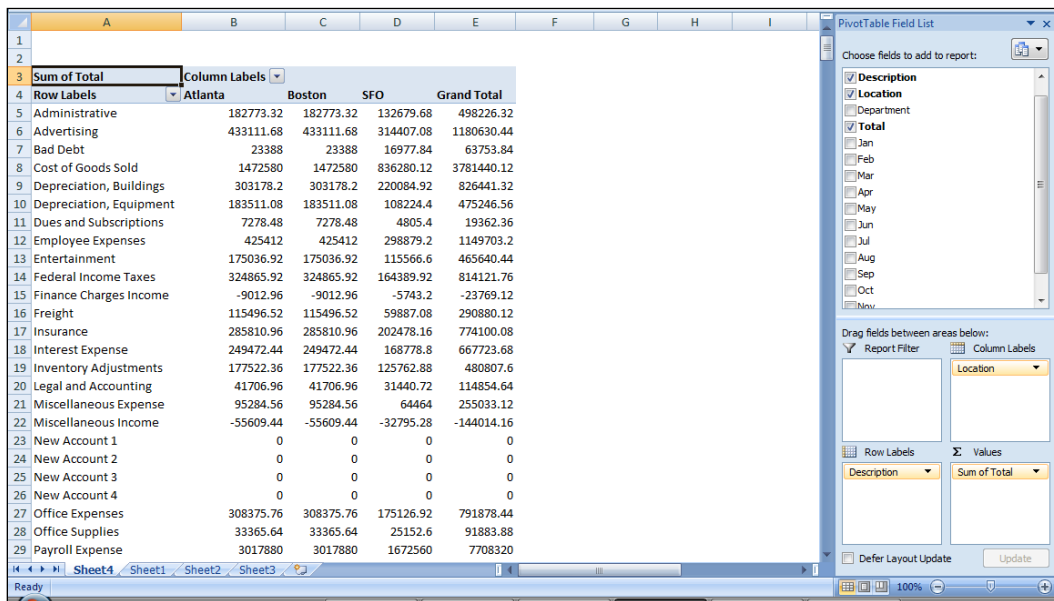 A B C D E F G H I
1
2
3 Sum of Total Column Labels
4 Row Labels Atlanta Boston SFO Grand Total
5 Administrative 182773.32 182773.32 132679.68 498226.32
6 Advertising 433111.68 433111.68 314407.08 1180630.44
7 Bad Debt 23388 23388 16977.84 63753.84
8 Cost of Goods Sold 1472580 1472580 836280.12 3781440.12
9 Depreciation, Buildings 303178.2 303178.2 220084.92 826441.32
10 Depreciation, Equipment 183511.08 183511.08 108224.4 475246.56
11 Dues and Subscriptions 7278.48 7278.48 4805.4 19362.36
12 Employee Expenses 425412 425412 298879.2 1149703.2
13 Entertainment 175036.92 175036.92 115566.6 465640.44
14 Federal Income Taxes 324865.92 324865.92 164389.92 814121.76
15 Finance Charges Income -9012.96 -9012.96 -5743.2 -23769.12
16 Freight 115496.52 115496.52 59887.08 290880.12
17 Insurance 285810.96 285810.96 202478.16 774100.08
18 Interest Expense 249472.44 249472.44 168778.8 667723.68
19 Inventory Adjustments 177522.36 177522.36 125762.88 480807.6
20 Legal and Accounting 41706.96 41706.96 31440.72 114854.64
21 Miscellaneous Expense 95284.56 95284.56 64464 255033.12
22 Miscellaneous Income -55609.44 -55609.44 -32795.28 -144014.16
23 New Account 1 0 0 0 0
24 New Account 2 0 0 0 0
25 New Account 3 0 0 0 0
26 New Account 4 0 0 0 0
27 Office Expenses 308375.76 308375.76 175126.92 791878.44
28 Office Supplies 33365.64 33365.64 25152.6 91883.88
29 Payroll Expense 3017880 3017880 1672560 7708320
Sheet4 Sheet1 Sheet2 Sheet3
Ready
100%
PivotTable Field List
Choose fields to add to report:
Description
Location
Department
Total
Jan
Feb
Mar
Apr
May
Jun
Jul
Aug
Sep
Oct
Nov
Drag fields between areas below:
Report Filter Column Labels
Location
Row Labels Σ Values
Description Sum of Total
Defer Layout Update Update